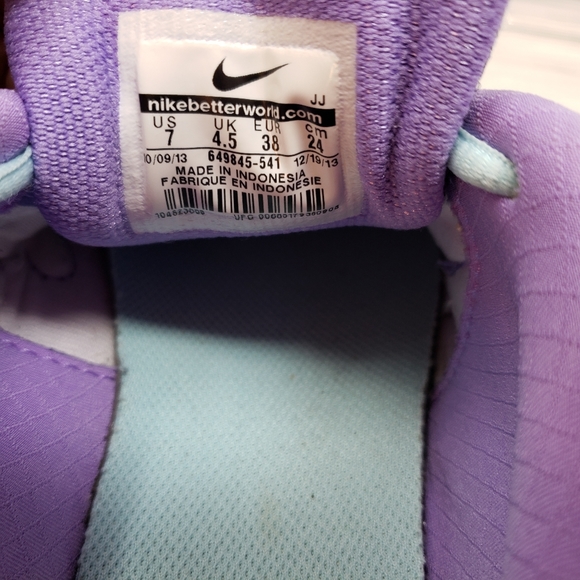 JJ
nikebetterworld.com
US UK EUR cm
7 4.5 38 24
10/09/13 649845-541 12/19/13
MADE IN INDONESIA
FABRIQUE EN INDONESIE
UPC